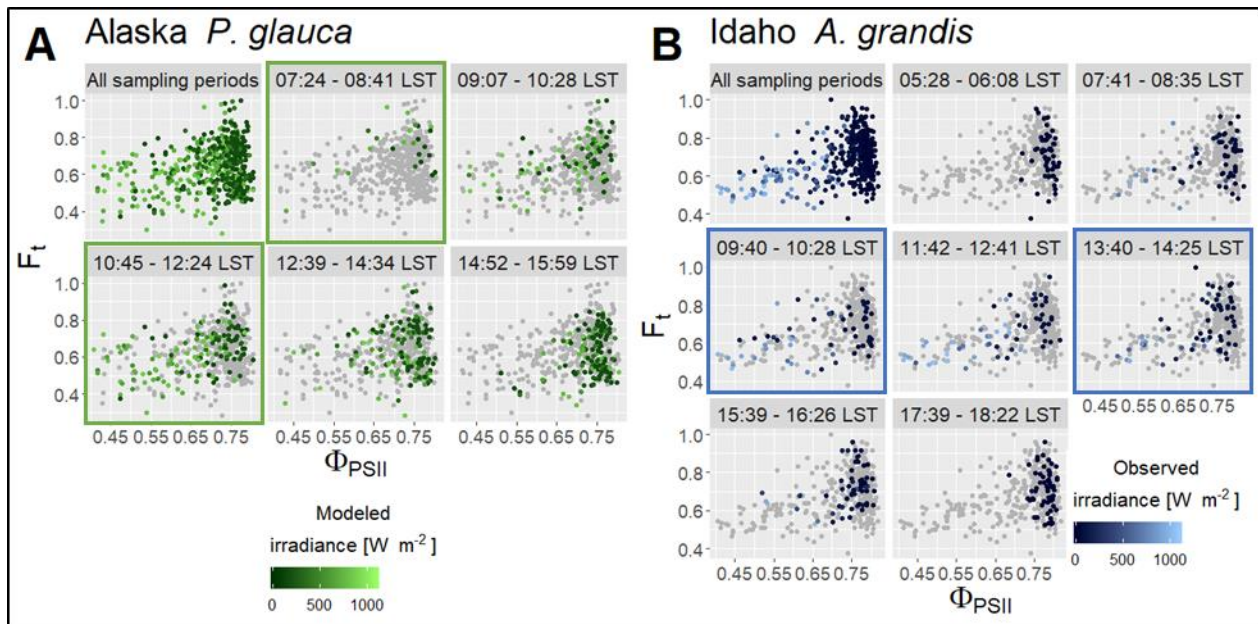 A Alaska P. glauca
All sampling periods 07:24 - 08:41 LST 09:07 - 10:28 LST
1.0
0.8
0.6
0.4
10:45 - 12:24 LST 12:39 - 14:34 LST 14:52 - 15:59 LST
1.0
0.8
0.6
0.4
Ft
0.45 0.55 0.65 0.75 0.45 0.55 0.65 0.75 0.45 0.55 0.65 0.75
ΦPSII
Modeled
irradiance [W m-2 ]
0 500 1000
B Idaho A. grandis
All sampling periods 05:28 - 06:08 LST 07:41 - 08:35 LST
1.0
0.8
0.6
0.4
09:40 - 10:28 LST 11:42 - 12:41 LST 13:40 - 14:25 LST
1.0
0.8
0.6
0.4
Ft
0.45 0.55 0.65 0.75
15:39 - 16:26 LST 17:39 - 18:22 LST
1.0
0.8
0.6
0.4
0.45 0.55 0.65 0.75 0.45 0.55 0.65 0.75
ΦPSII
Observed
irradiance [W m-2 ]
0 500 1000